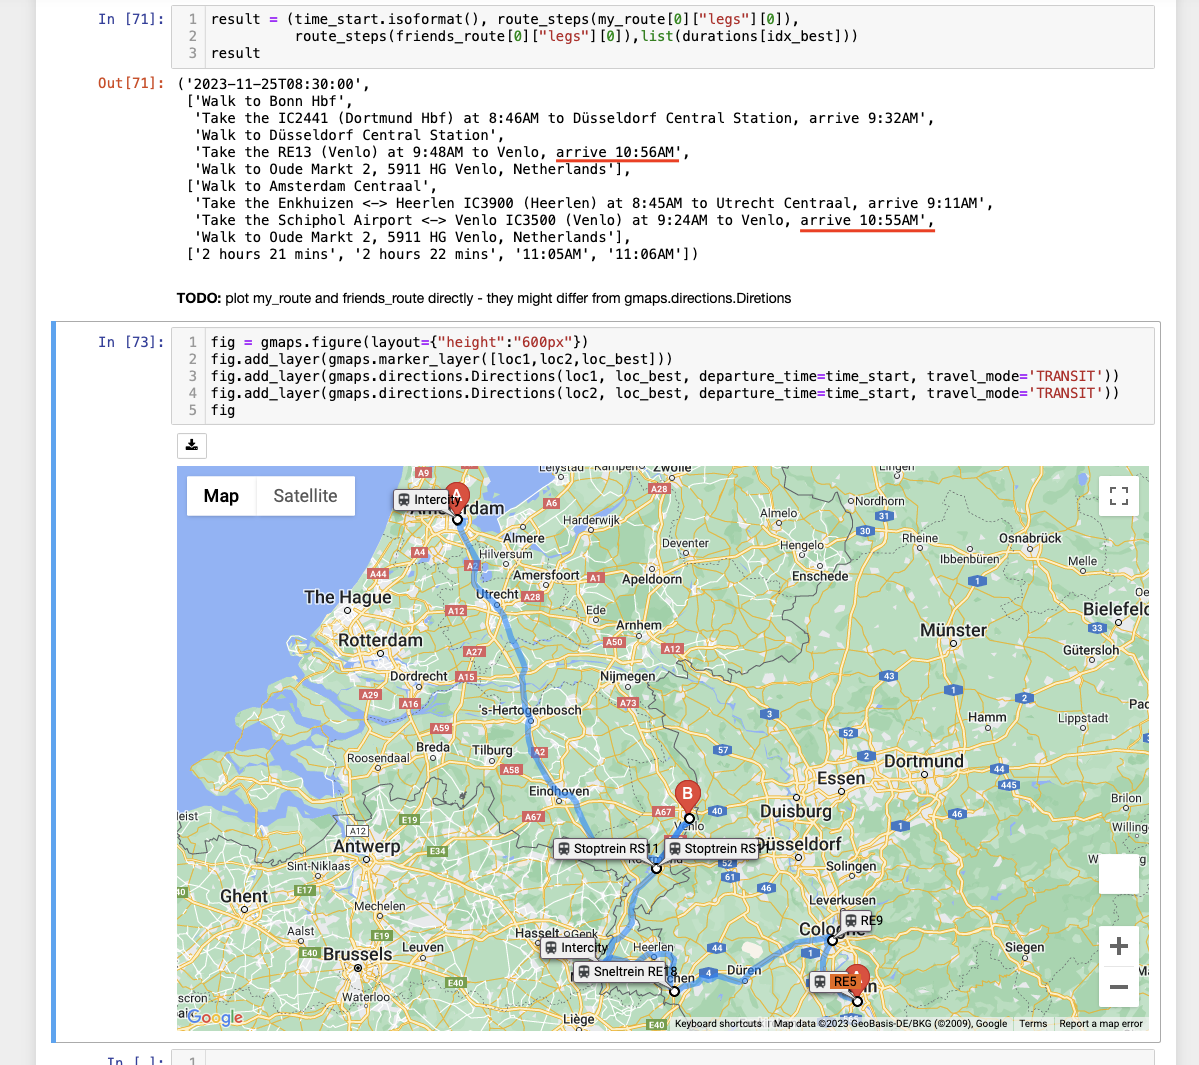 In [71]:
1 result = (time_start.isoformat(), route_steps(my_route[0]["legs"][0]),
2 route_steps(friends_route[0]["legs"][0]),list(durations[idx_best]))
3 result
Out[71]: ('2023-11-25T08:30:00',
['Walk to Bonn Hbf',
'Take the IC2441 (Dortmund Hbf) at 8:46AM to Düsseldorf Central Station, arrive 9:32AM',
'Walk to Düsseldorf Central Station',
'Take the RE13 (Venlo) at 9:48AM to Venlo, arrive 10:56AM',
'Walk to Oude Markt 2, 5911 HG Venlo, Netherlands'],
['Walk to Amsterdam Centraal',
'Take the Enkhuizen <-> Heerlen IC3900 (Heerlen) at 8:45AM to Utrecht Centraal, arrive 9:11AM',
'Take the Schiphol Airport <-> Venlo IC3500 (Venlo) at 9:24AM to Venlo, arrive 10:55AM',
'Walk to Oude Markt 2, 5911 HG Venlo, Netherlands'],
['2 hours 21 mins', '2 hours 22 mins', '11:05AM', '11:06AM'])
TODO: plot my_route and friends_route directly - they might differ from gmaps.directions.Diretions
In [73]:
1 fig = gmaps.figure(layout={"height":"600px"})
2 fig.add_layer(gmaps.marker_layer([loc1,loc2,loc_best]))
3 fig.add_layer(gmaps.directions.Directions(loc1, loc_best, departure_time=time_start, travel_mode='TRANSIT'))
4 fig.add_layer(gmaps.directions.Directions(loc2, loc_best, departure_time=time_start, travel_mode='TRANSIT'))
5 fig
Map Satellite
Lelystad Kampen Zwolle Lingen
A9
Intercity A
A6 A28 Nordhorn
Harderwijk Almelo 31
30
Almere Deventer Hengelo Rheine Osnabrück
A4 Hilversum Ibbenbüren
A2 Melle
A44 Amersfoort A1 Apeldoorn Enschede
1
The Hague Utrecht A28
A12 Ede Bielefeld
Rotterdam Arnhem Münster 33
A50 A12 Gütersloh
A27
Dordrecht A15 Nijmegen 43
A29 A16 A73 1 2
's-Hertogenbosch 3 Hamm Lippstadt
A59 52
Breda Tilburg A2 57 2
Roosendaal A58 Dortmund
44
Essen 445
Eindhoven B Brilon
A67 A67 40 Duisburg 46
E19 Venlo 1
A12
Antwerp E34 Stoptrein RS11 Stoptrein Düsseldorf
Sint-Niklaas 52 Solingen
61
E17 46
Ghent Mechelen Leverkusen
Aalst E19 Cologne RE9
Hasselt Genk
E40 Brussels Leuven Intercity Heerlen 44 1 Siegen
Sneltrein RE18 4 Düren
Waterloo E40 RE5
Google Liège E40 Keyboard shortcuts Map data ©2023 GeoBasis-DE/BKG (©2009), Google Terms Report a map error
In [ ]: 1